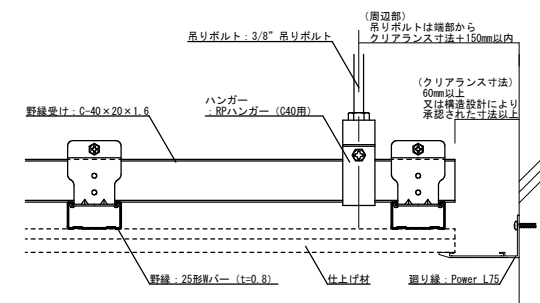 (周辺部)
吊りボルトは端部から
クリアランス寸法＋150mm以内
吊りボルト：3/8” 吊りボルト
(クリアランス寸法)
60mm以上
又は構造設計により
承認された寸法以上
ハンガー
：RPハンガー（C40用）
野縁受け：C-40×20×1.6
野縁：25形Wバー（t=0.8）
仕上げ材
廻り縁：Power L75